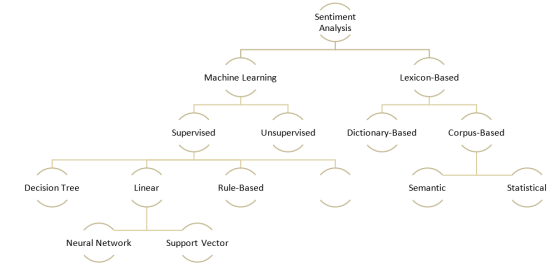 Sentiment
Analysis
Machine Learning
Lexicon-Based
Supervised
Unsupervised
Dictionary-Based
Corpus-Based
Decision Tree
Linear
Rule-Based
Semantic
Statistical
Neural Network
Support Vector